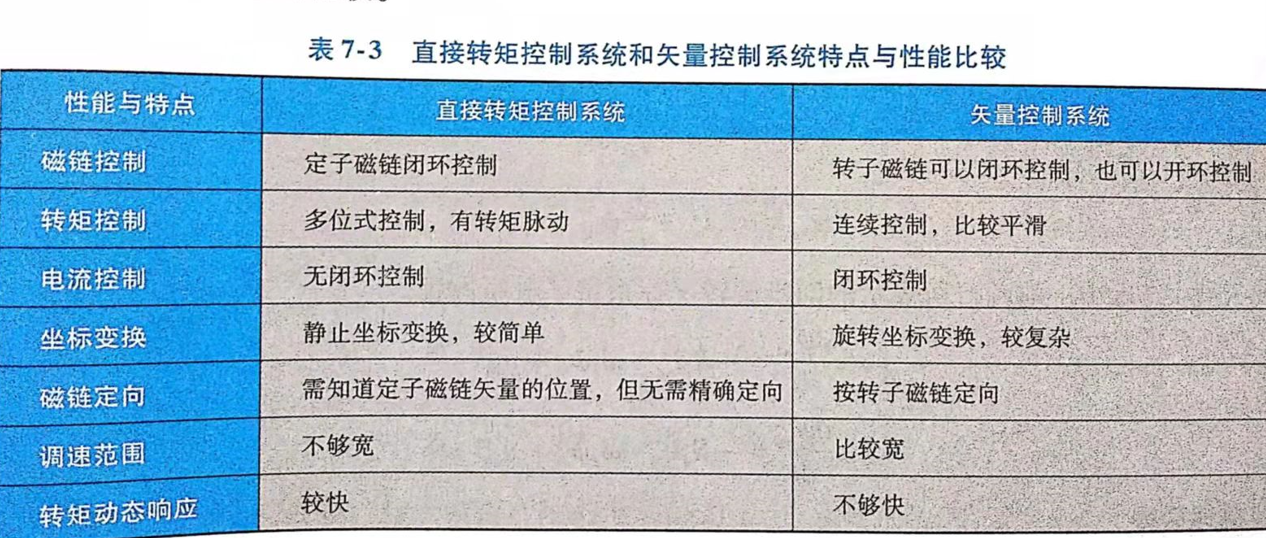 表 7-3 直接转矩控制系统和矢量控制系统特点与性能比较
性能与特点 直接转矩控制系统 矢量控制系统
磁链控制 定子磁链闭环控制 转子磁链可以闭环控制，也可以开环控制
转矩控制 多位式控制，有转矩脉动 连续控制，比较平滑
电流控制 无闭环控制 闭环控制
坐标变换 静止坐标变换，较简单 旋转坐标变换，较复杂
磁链定向 需知道定子磁链矢量的位置，但无需精确定向 按转子磁链定向
调速范围 不够宽 比较宽
转矩动态响应 较快 不够快